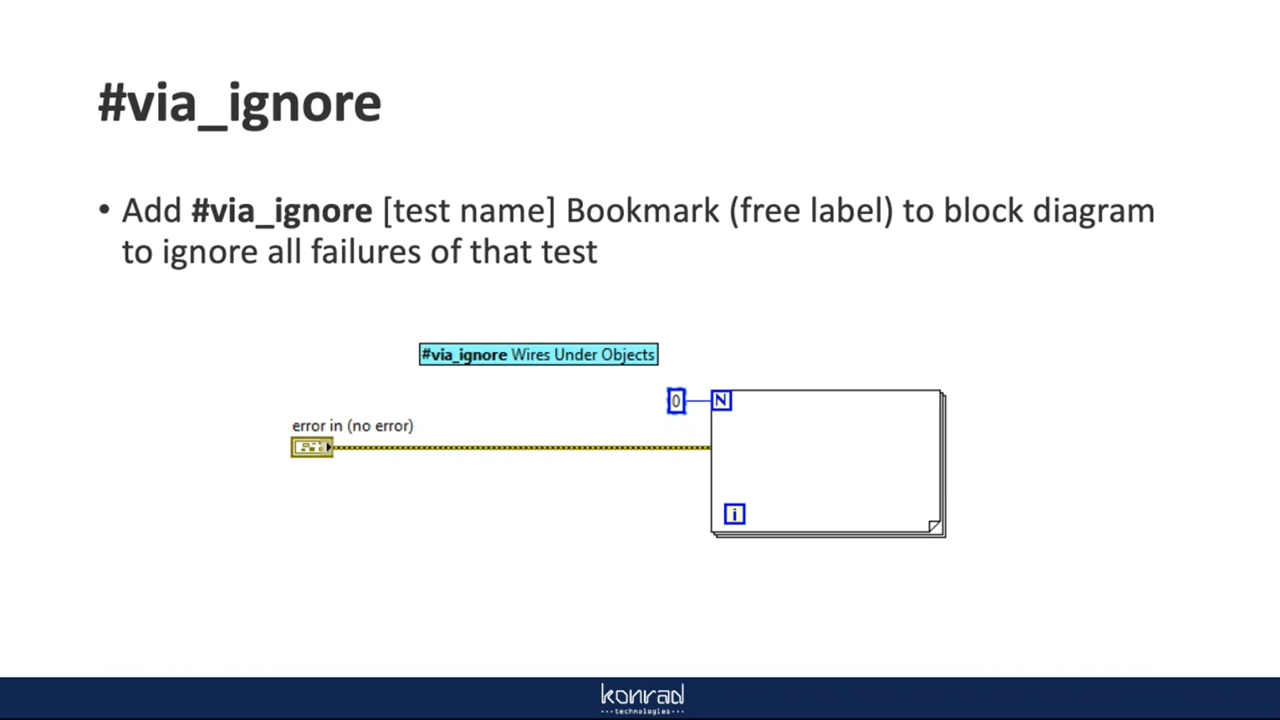 #via_ignore
• Add #via_ignore [test name] Bookmark (free label) to block diagram
to ignore all failures of that test
#via_ignore Wires Under Objects
0
N
error in (no error)
i
konrad
technologies